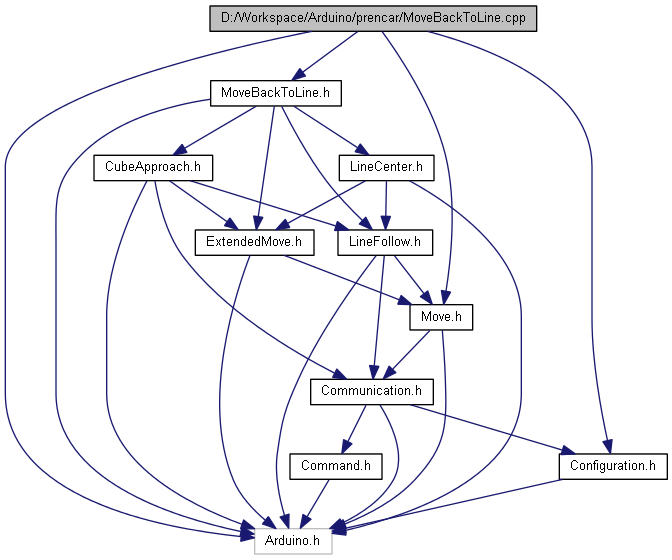 D:/Workspace/Arduino/prencar/MoveBackToLine.cpp
MoveBackToLine.h
CubeApproach.h
LineCenter.h
ExtendedMove.h
LineFollow.h
Move.h
Communication.h
Command.h
Configuration.h
Arduino.h